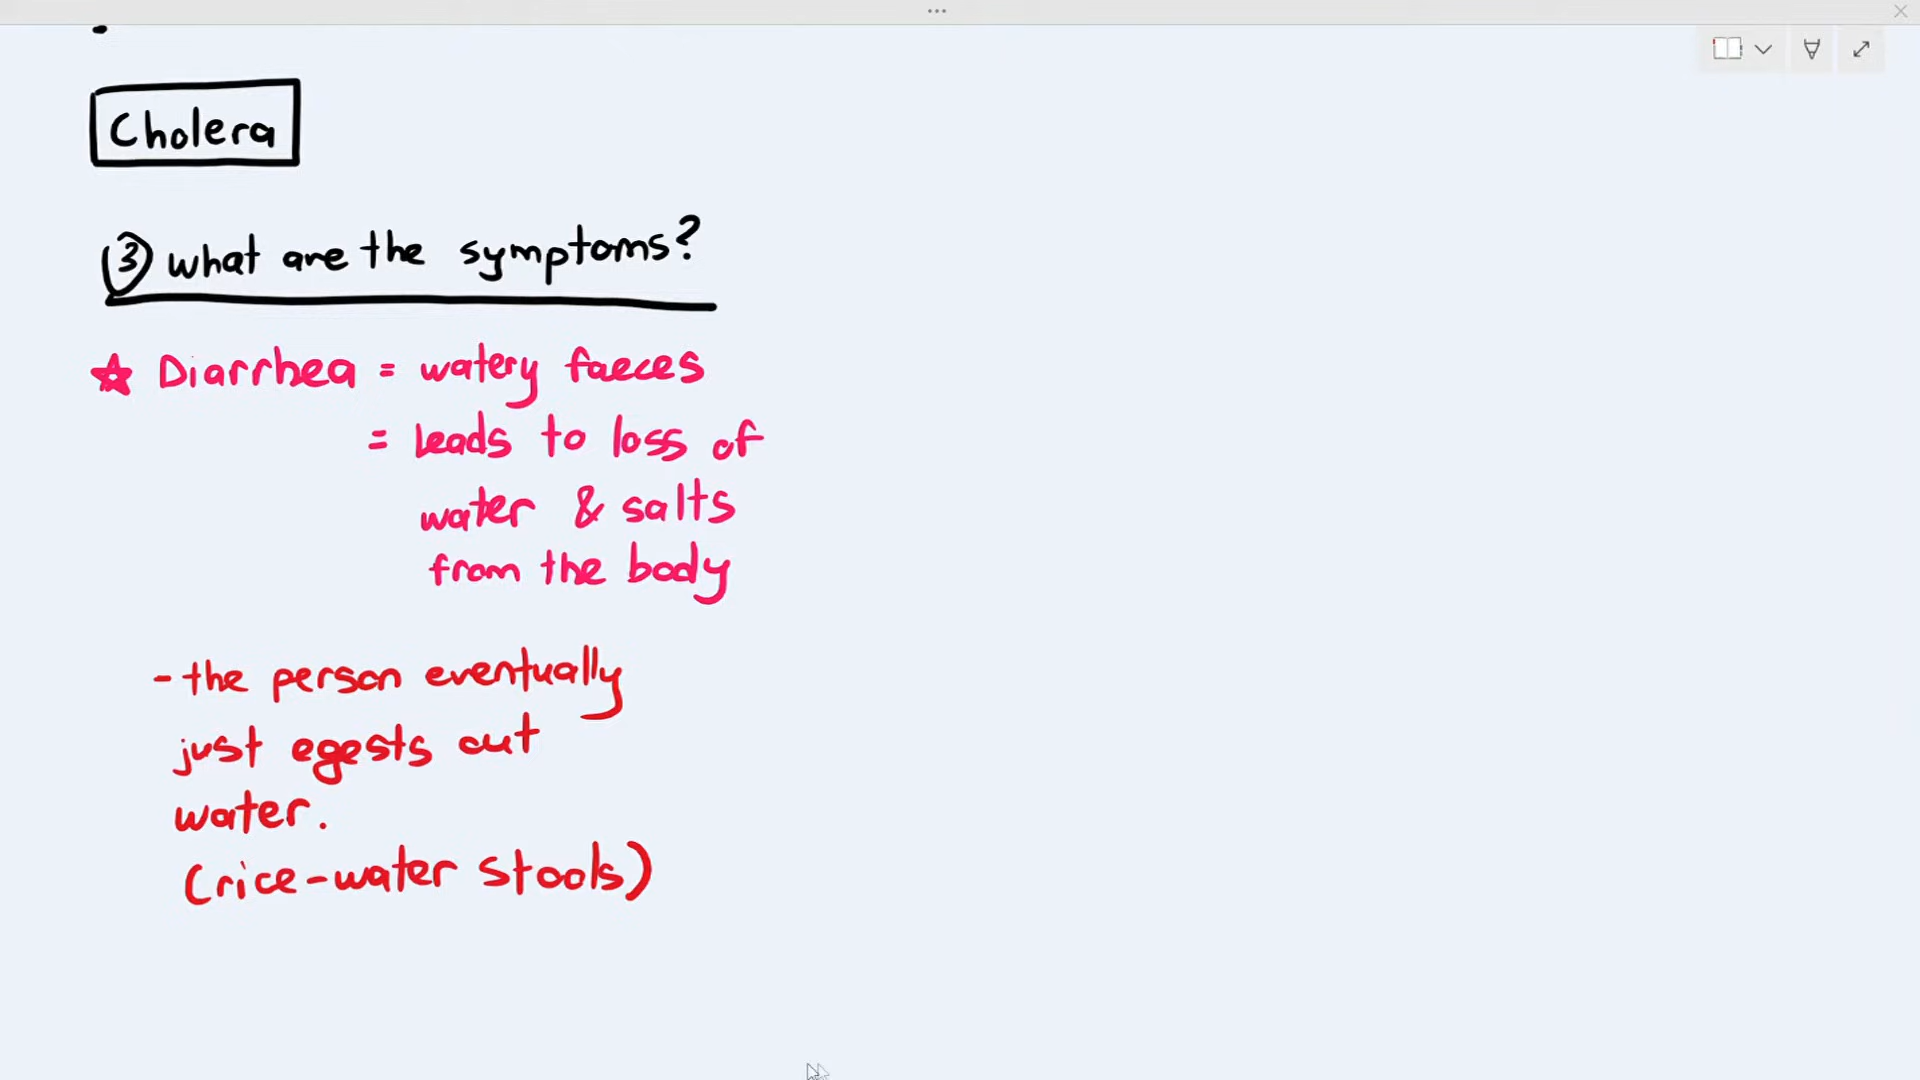 Cholera
③ what are the symptoms?
★ Diarrhea = watery faeces
= leads to loss of
water & salts
from the body
- the person eventually
just egests out
water.
(rice-water stools)